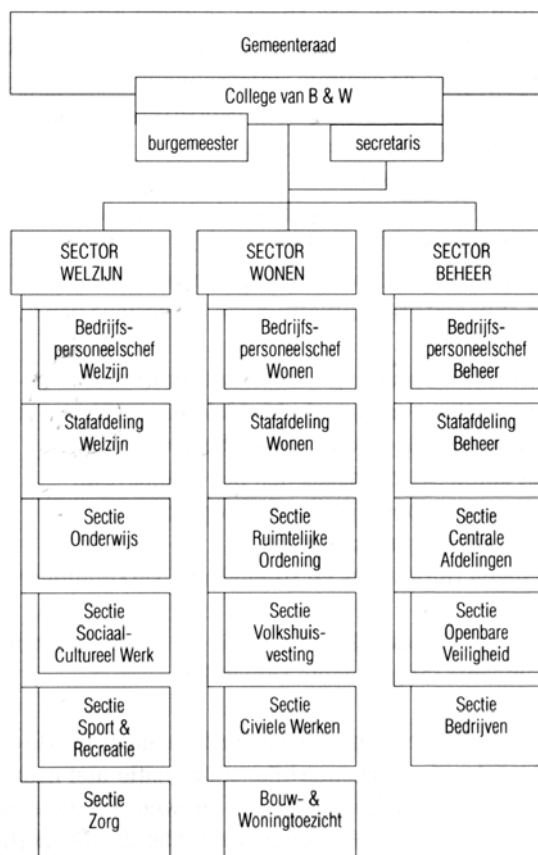 Gemeenteraad
College van B & W
burgemeester
secretaris
SECTOR
WELZIJN
Bedrijfs-
personeelschef
Welzijn
Stafafdeling
Welzijn
Sectie
Onderwijs
Sectie
Sociaal-
Cultureel Werk
Sectie
Sport &
Recreatie
Sectie
Zorg
SECTOR
WONEN
Bedrijfs-
personeelschef
Wonen
Stafafdeling
Wonen
Sectie
Ruimtelijke
Ordening
Sectie
Volkshuis-
vesting
Sectie
Civiele Werken
Bouw- &
Woningtoezicht
SECTOR
BEHEER
Bedrijfs-
personeelschef
Beheer
Stafafdeling
Beheer
Sectie
Centrale
Afdelingen
Sectie
Openbare
Veiligheid
Sectie
Bedrijven